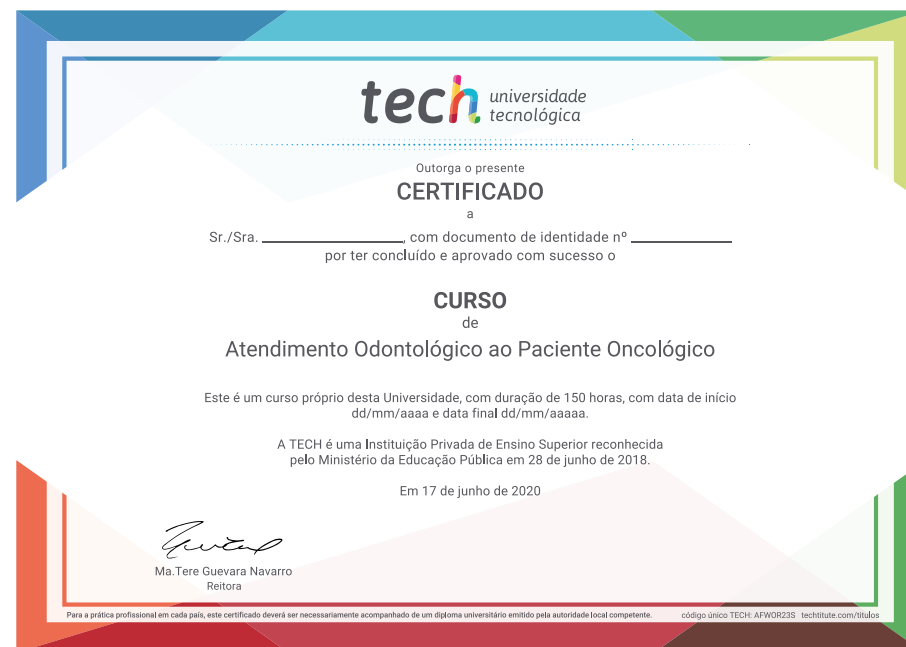 tech universidade
tecnológica
Outorga o presente
CERTIFICADO
a
Sr./Sra. ____________, com documento de identidade nº ____________
por ter concluído e aprovado com sucesso o
CURSO
de
Atendimento Odontológico ao Paciente Oncológico
Este é um curso próprio desta Universidade, com duração de 150 horas, com data de início
dd/mm/aaaa e data final dd/mm/aaaaa.
A TECH é uma Instituição Privada de Ensino Superior reconhecida
pelo Ministério da Educação Pública em 28 de junho de 2018.
Em 17 de junho de 2020
Ma.Tere Guevara Navarro
Reitora
Para a prática profissional em cada país, este certificado deverá ser necessariamente acompanhado de um diploma universitário emitido pela autoridade local competente. código único TECH: AFWOR23S techtitute.com/titulos